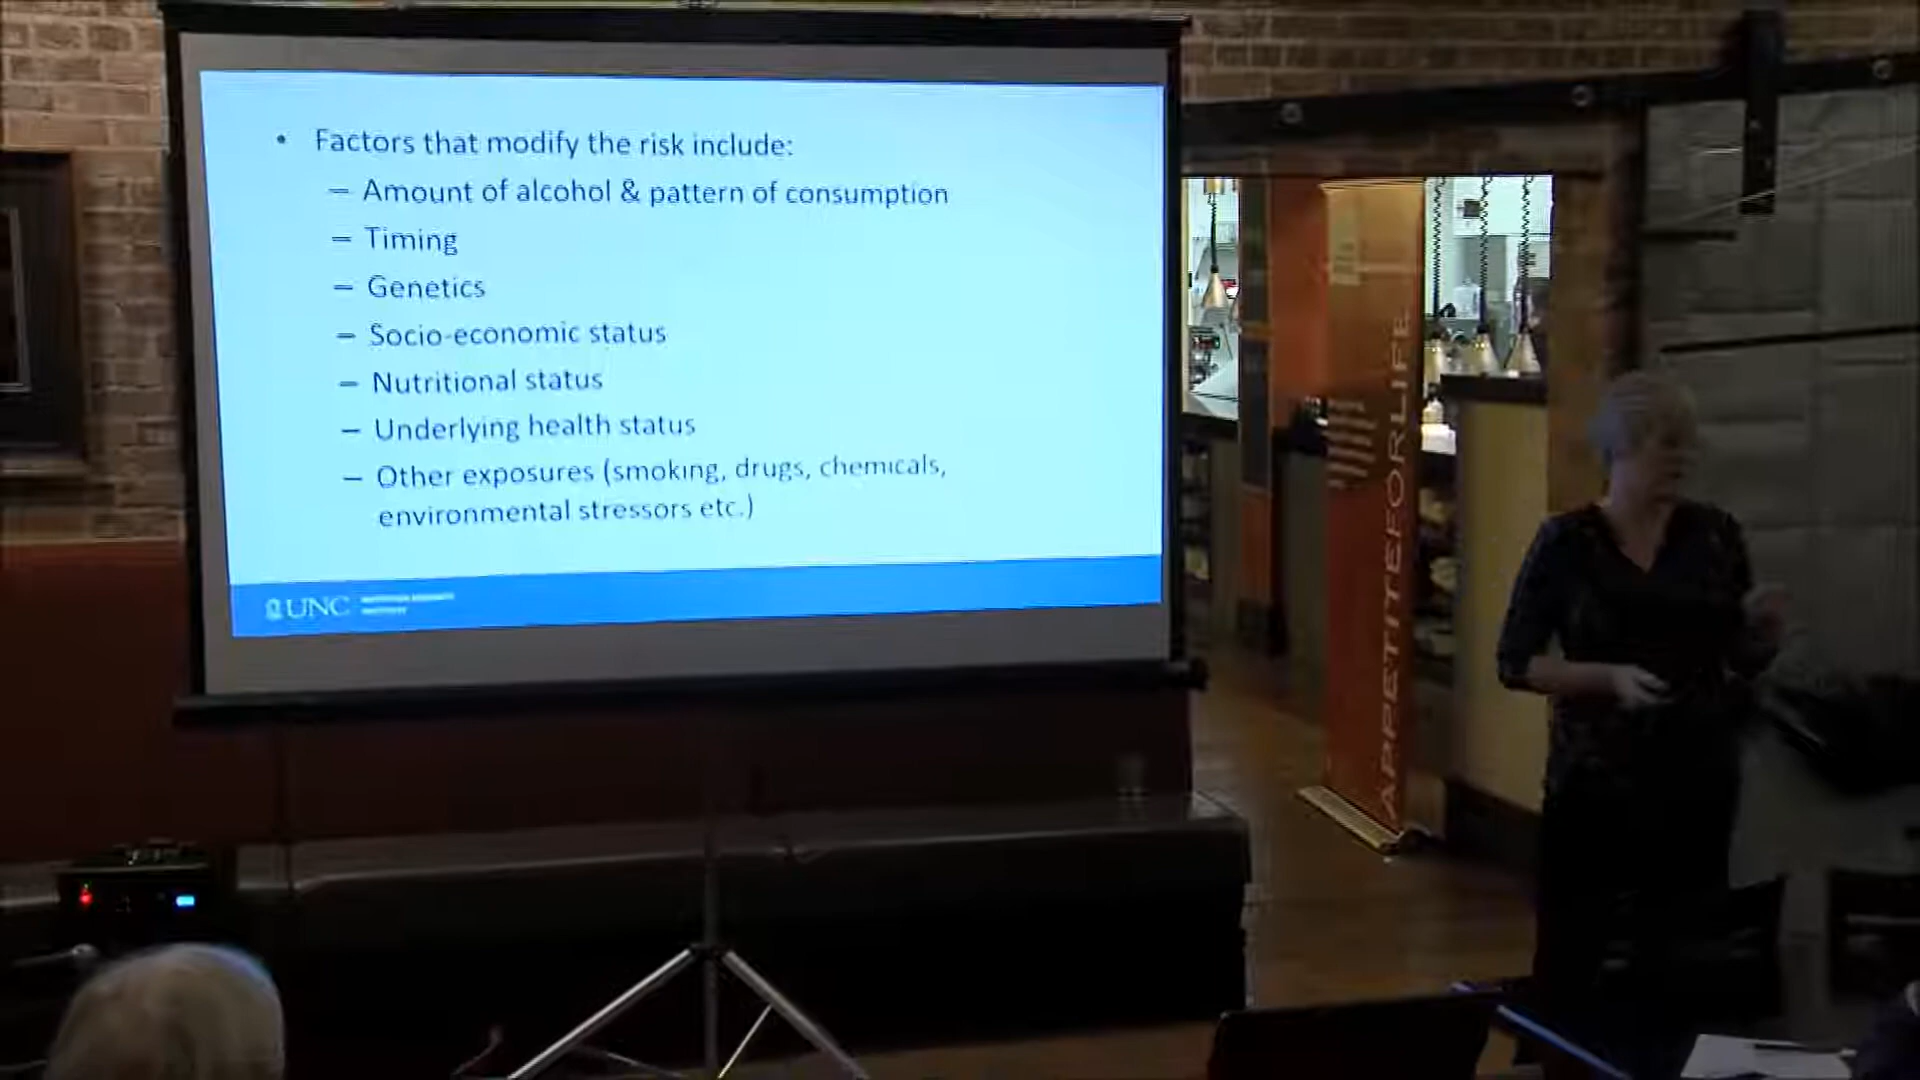 • Factors that modify the risk include:
– Amount of alcohol & pattern of consumption
– Timing
– Genetics
– Socio-economic status
– Nutritional status
– Underlying health status
– Other exposures (smoking, drugs, chemicals,
environmental stressors etc.)
UNC
APPETITEFORLIFE